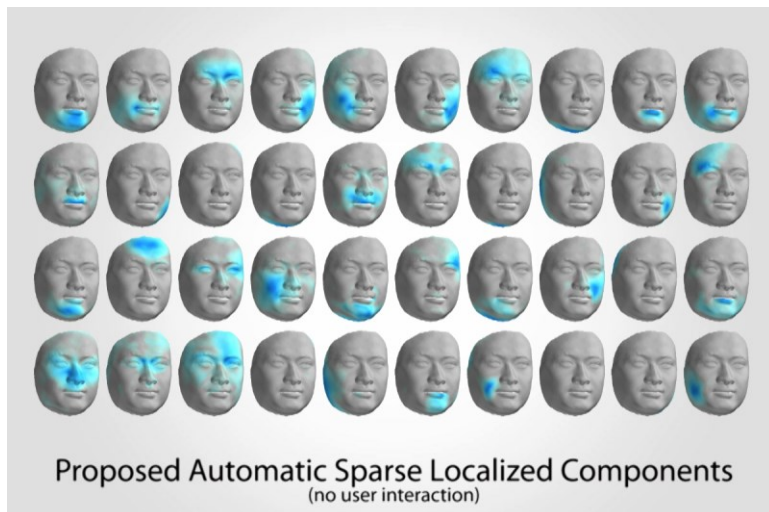 Proposed Automatic Sparse Localized Components
(no user interaction)